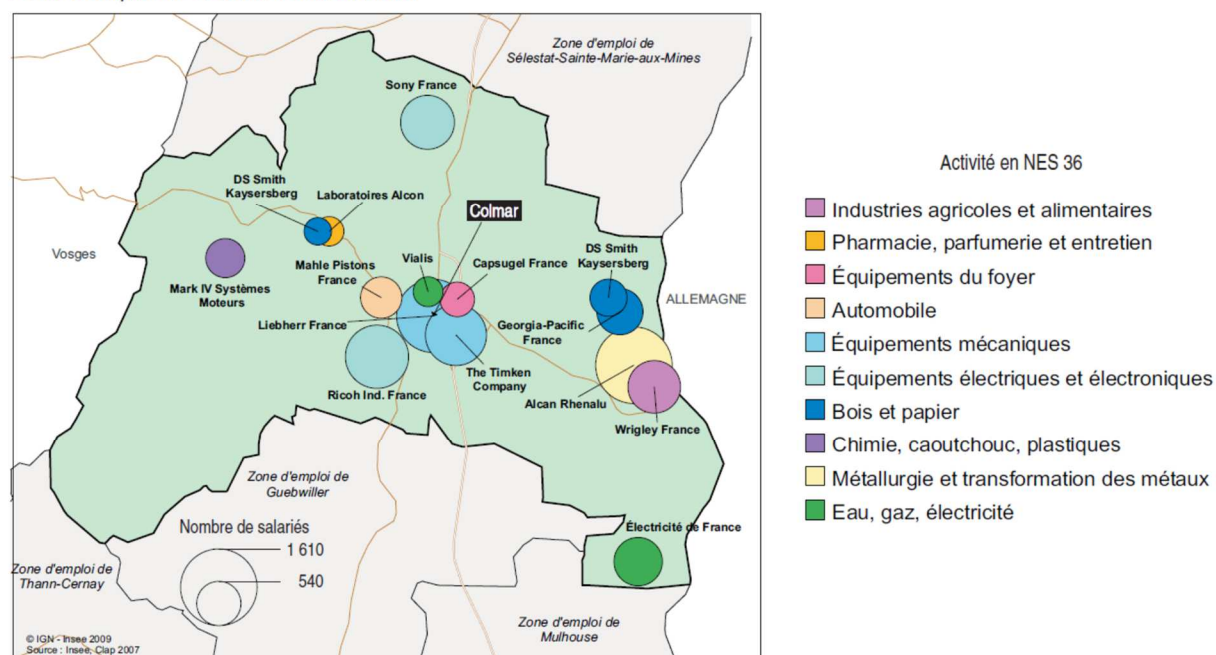 Zone d'emploi de
Sélestat-Sainte-Marie-aux-Mines
Sony France
DS Smith
Kaysersberg
Laboratoires Alcon
Colmar
Vosges
Mark IV Systèmes
Moteurs
Mahle Pistons
France
Vialis
Capsugel France
DS Smith
Kaysersberg
ALLEMAGNE
Liebherr France
Georgia-Pacific
France
The Timken
Company
Ricoh Ind. France
Alcan Rhenalu
Wrigley France
Zone d'emploi de
Guebwiller
Nombre de salariés
1 610
540
Électricité de France
Zone d'emploi de
Thann-Cernay
Zone d'emploi de
Mulhouse
© IGN - Insee 2009
Source : Insee, Clap 2007
Activité en NES 36
Industries agricoles et alimentaires
Pharmacie, parfumerie et entretien
Équipements du foyer
Automobile
Équipements mécaniques
Équipements électriques et électroniques
Bois et papier
Chimie, caoutchouc, plastiques
Métallurgie et transformation des métaux
Eau, gaz, électricité